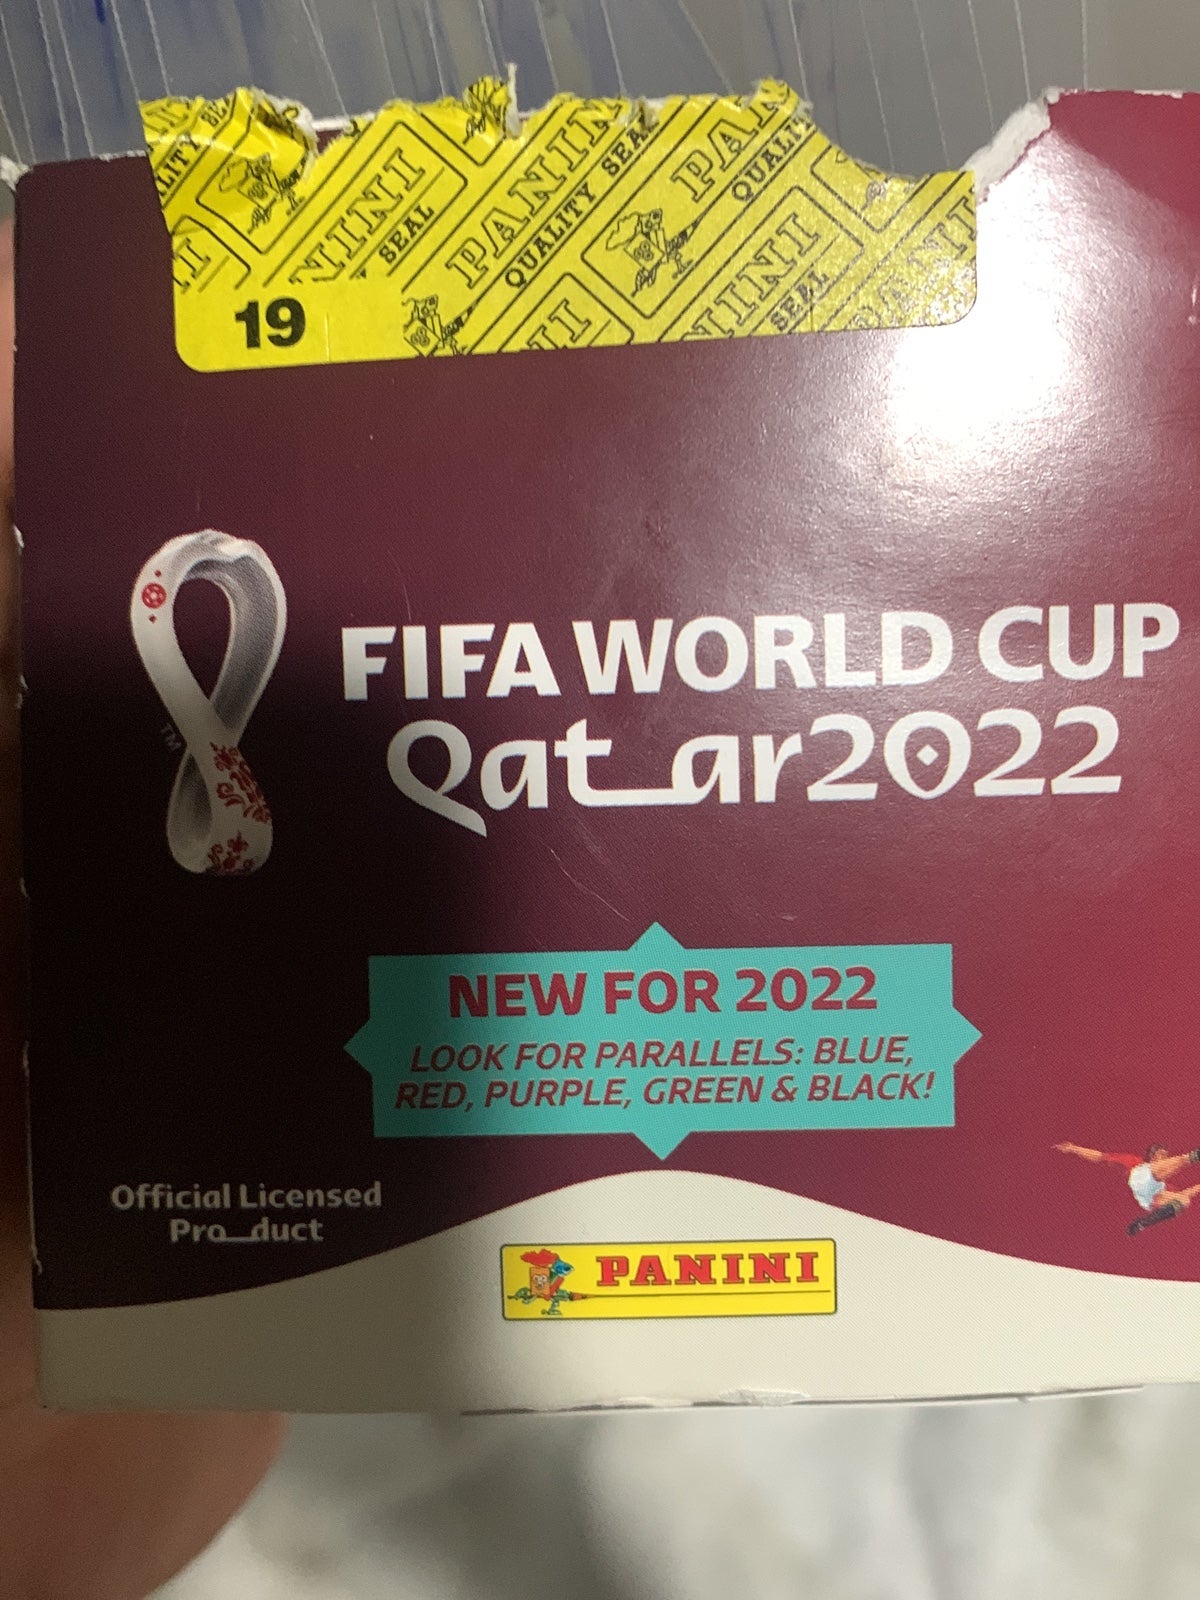 PANINI
QUALITY SEAL
19
FIFA WORLD CUP
Qatar2022
TM
NEW FOR 2022
LOOK FOR PARALLELS: BLUE,
RED, PURPLE, GREEN & BLACK!
Official Licensed
Product
PANINI